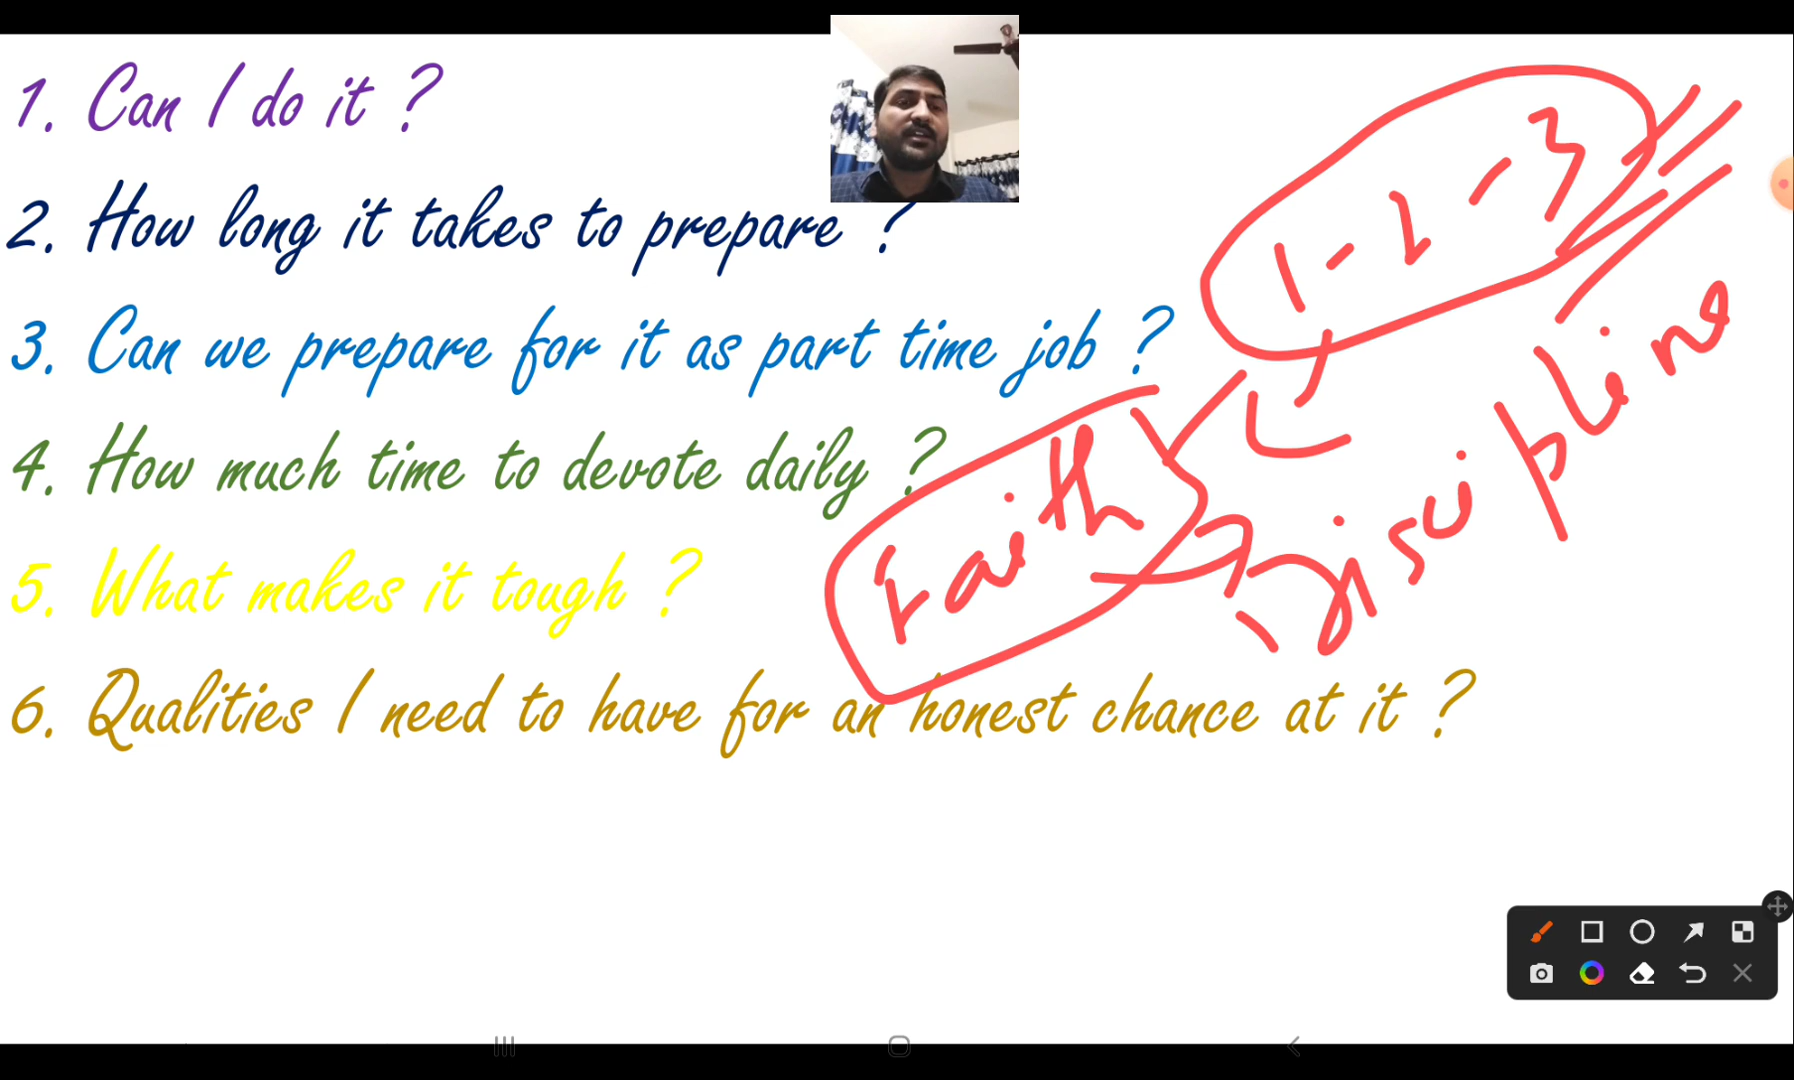 1. Can I do it ?
2. How long it takes to prepare ?
3. Can we prepare for it as part time job ?
4. How much time to devote daily ?
5. What makes it tough ?
6. Qualities I need to have for an honest chance at it ?
1-2-3
Faith
Discipline